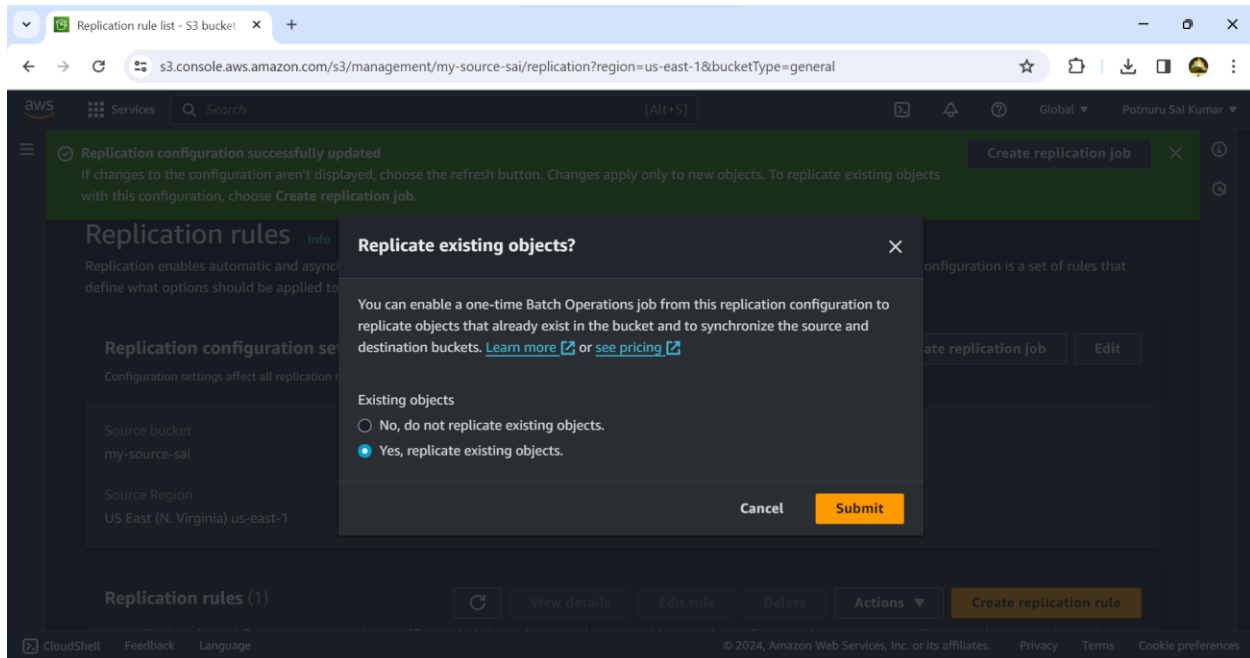 Replication rule list - S3 bucket
s3.console.aws.amazon.com/s3/management/my-source-sai/replication?region=us-east-1&bucketType=general
aws Services Search [Alt+S] Global Potnuru Sai Kumar
Replication configuration successfully updated
Create replication job
If changes to the configuration aren't displayed, choose the refresh button. Changes apply only to new objects. To replicate existing objects
with this configuration, choose Create replication job.
Replication rules Info
Replication enables automatic and async
onfiguration is a set of rules that
define what options should be applied to
Replicate existing objects?
You can enable a one-time Batch Operations job from this replication configuration to
replicate objects that already exist in the bucket and to synchronize the source and
destination buckets. Learn more or see pricing
Existing objects
No, do not replicate existing objects.
Yes, replicate existing objects.
Cancel Submit
Replication configuration se
ate replication job Edit
Configuration settings affect all replication r
Source bucket
my-source-sai
Source Region
US East (N. Virginia) us-east-1
Replication rules (1)
View details Edit rule Delete Actions Create replication rule
CloudShell Feedback Language © 2024, Amazon Web Services, Inc. or its affiliates. Privacy Terms Cookie preferences